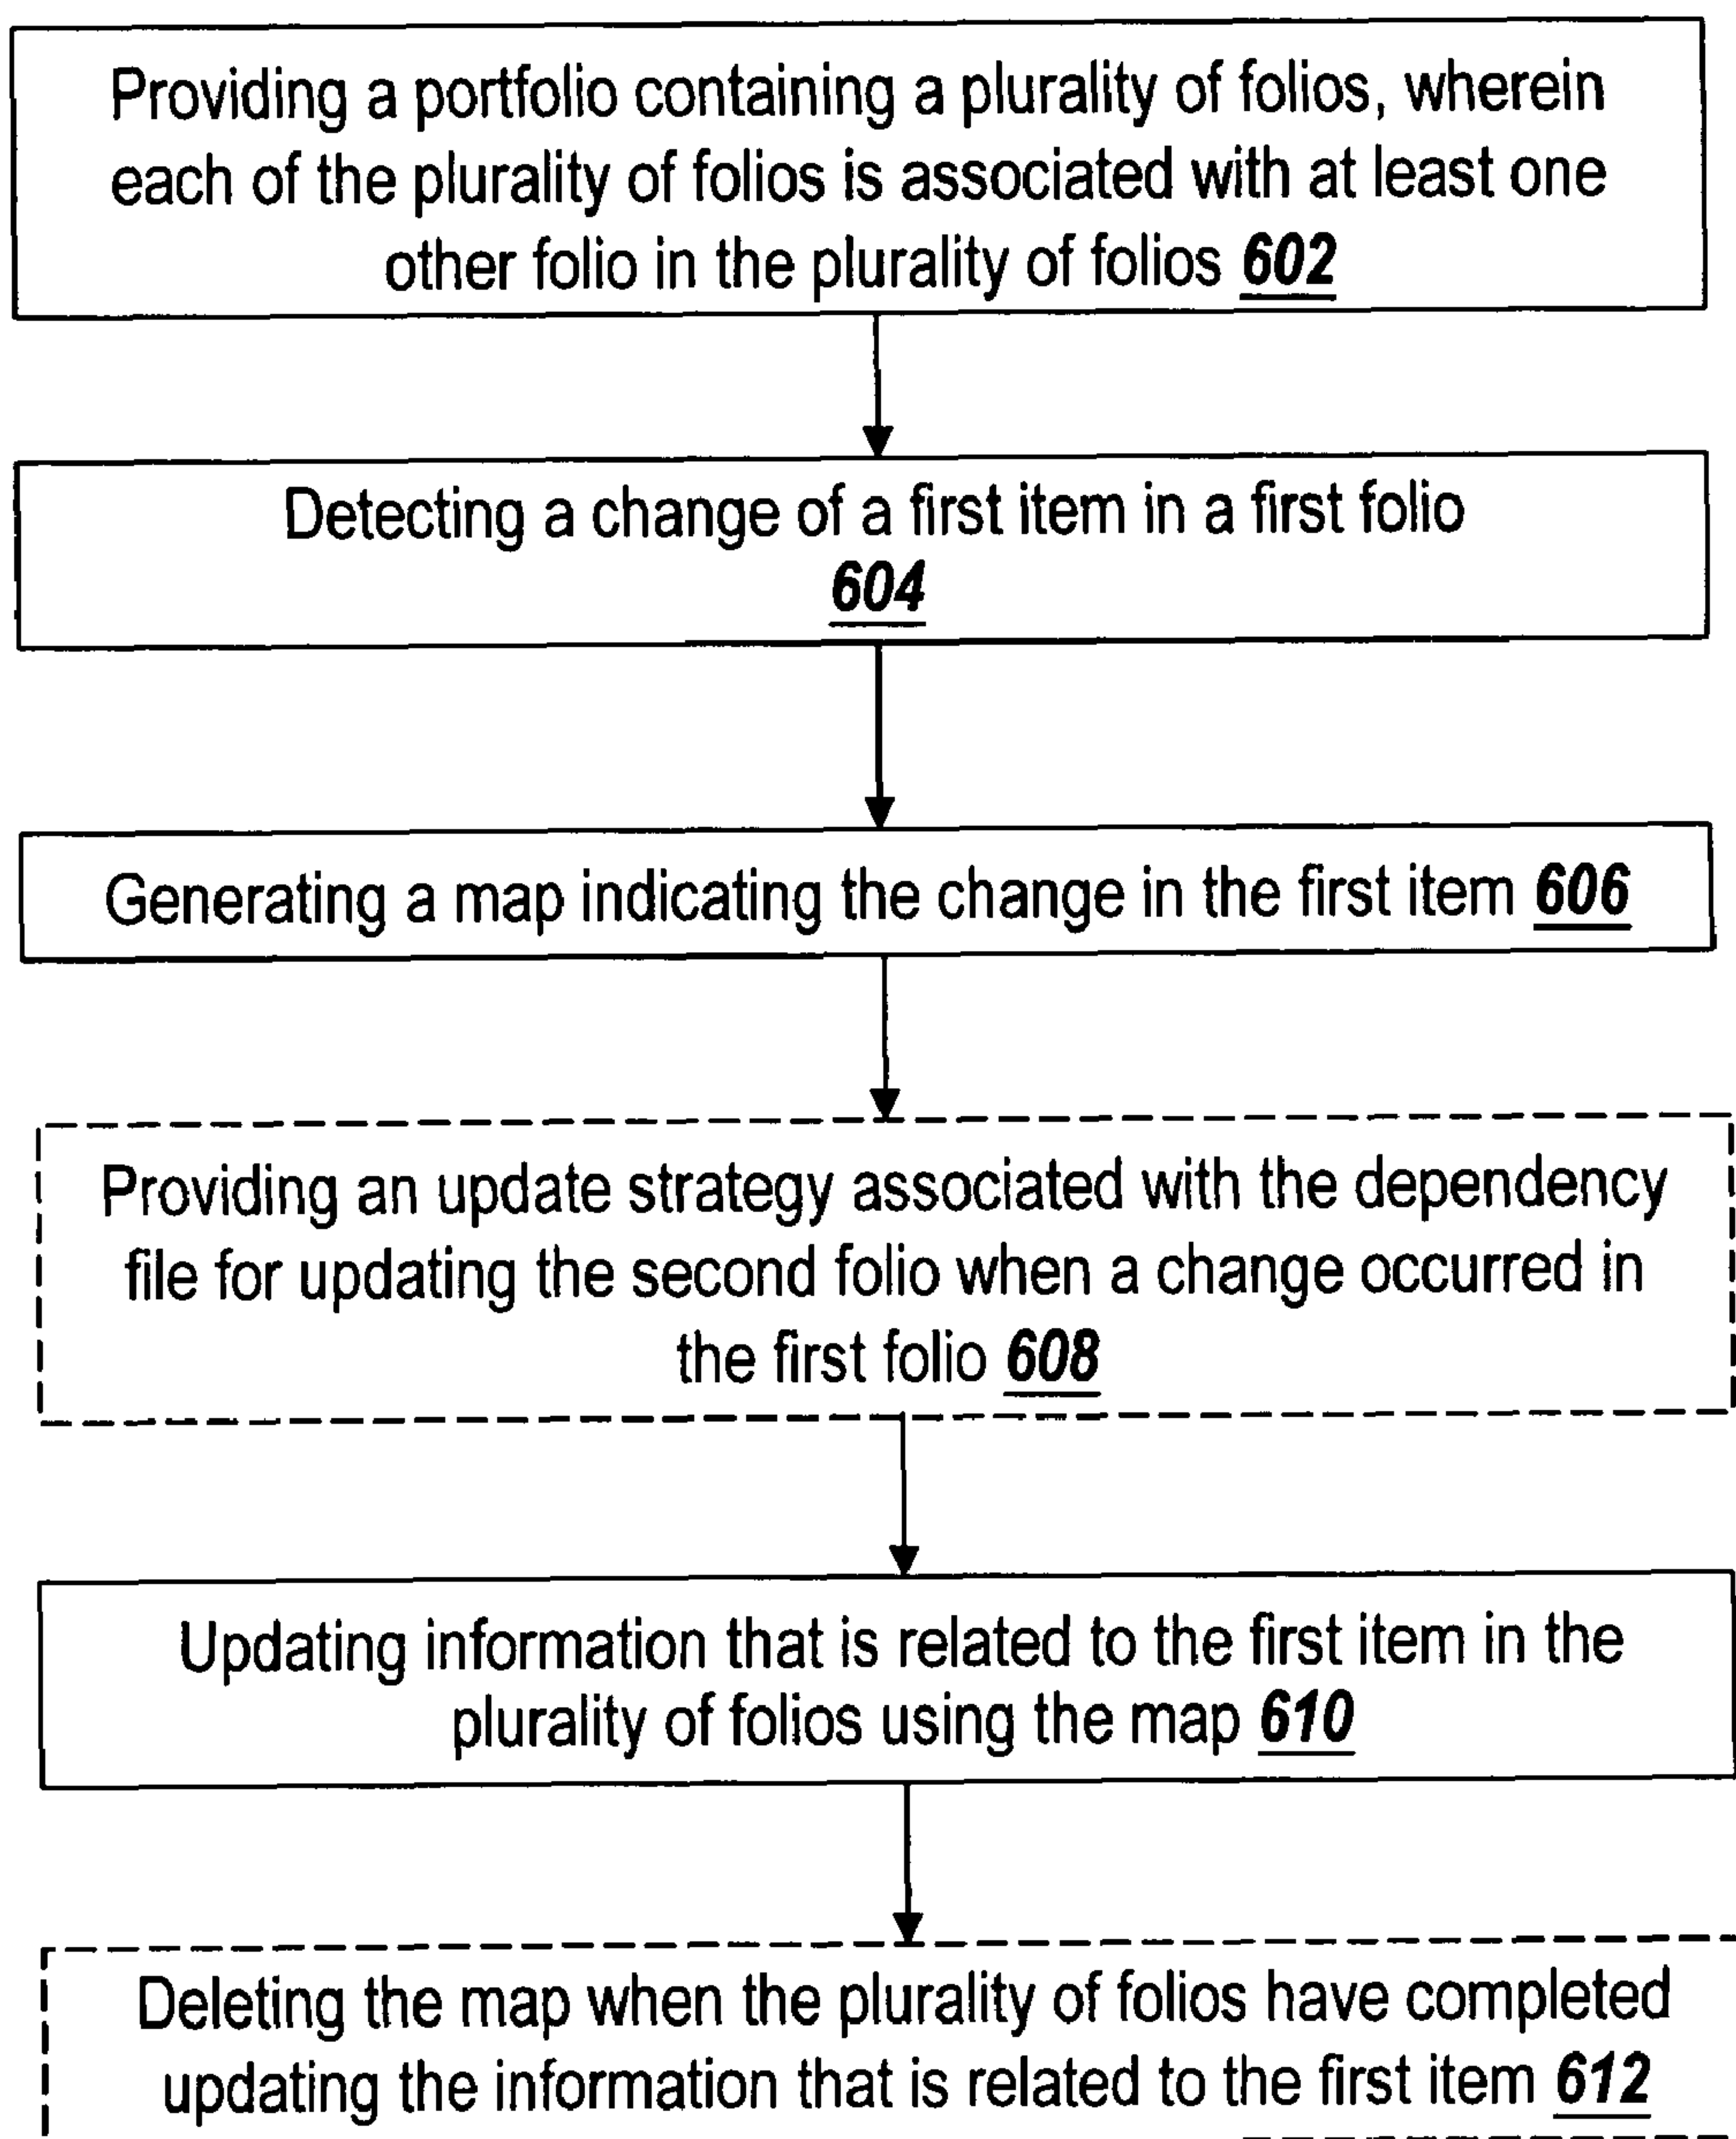 Providing a portfolio containing a plurality of folios, wherein
each of the plurality of folios is associated with at least one
other folio in the plurality of folios 602
Detecting a change of a first item in a first folio
604
Generating a map indicating the change in the first item 606
Providing an update strategy associated with the dependency
file for updating the second folio when a change occurred in
the first folio 608
Updating information that is related to the first item in the
plurality of folios using the map 610
Deleting the map when the plurality of folios have completed
updating the information that is related to the first item 612